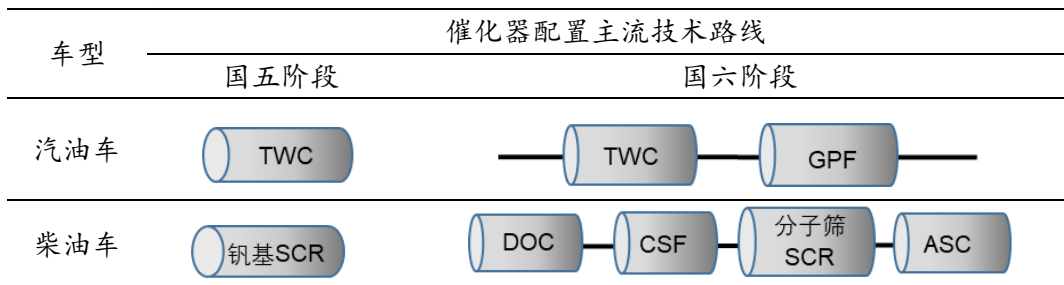 车型
催化器配置主流技术路线
国五阶段
国六阶段
汽油车
TWC
TWC
GPF
柴油车
钒基SCR
DOC
CSF
分子筛
SCR
ASC